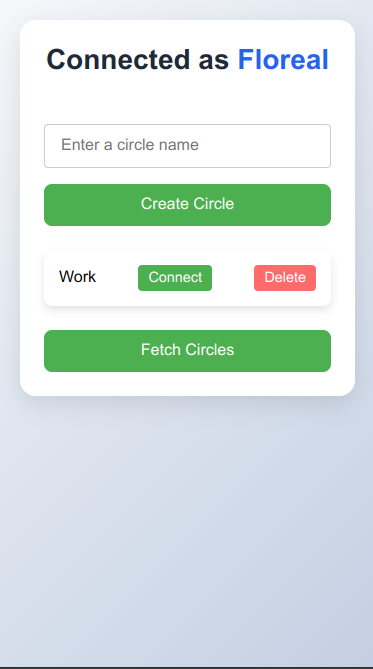 Connected as Floreal
Enter a circle name
Create Circle
Work Connect Delete
Fetch Circles